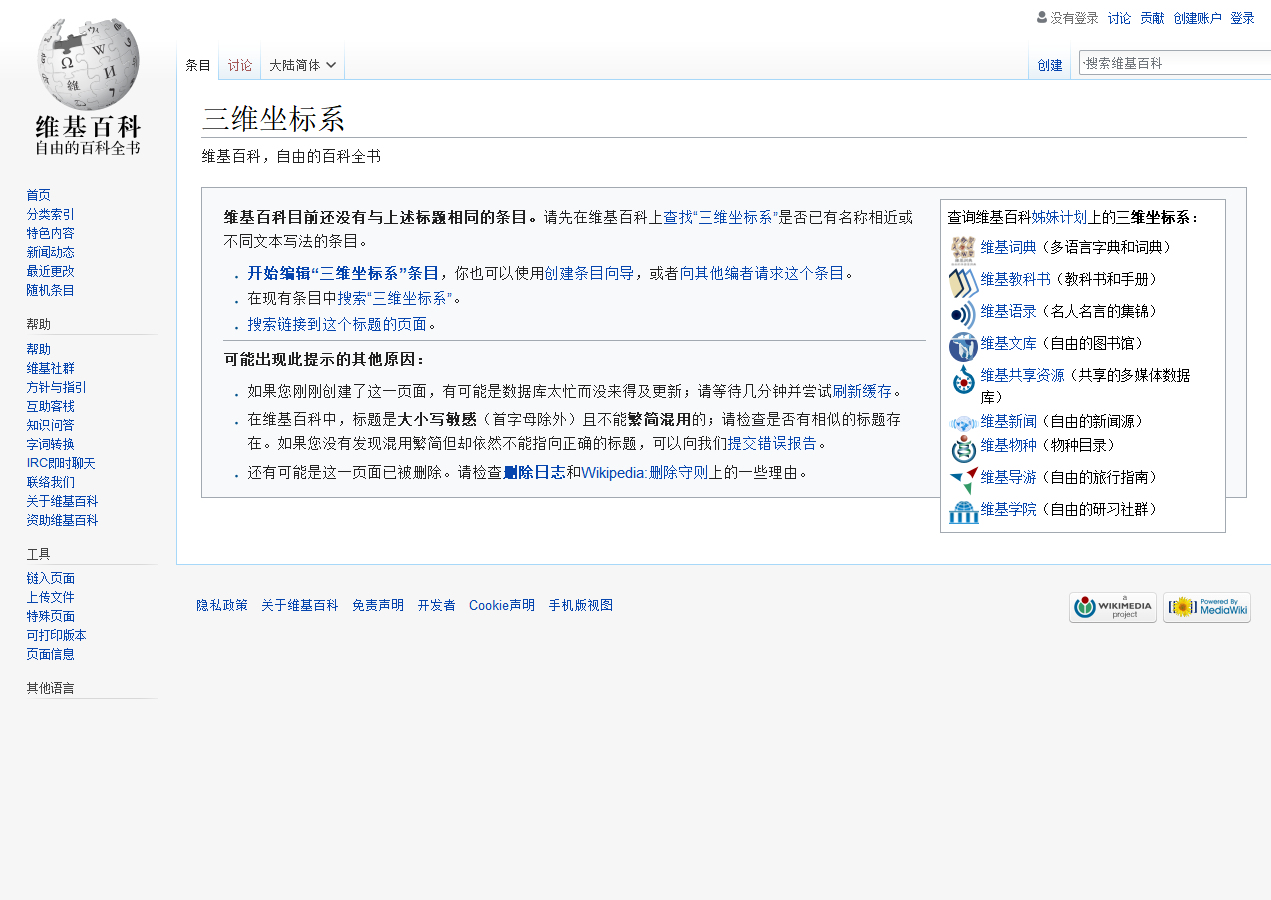 没有登录 讨论 贡献 创建账户 登录
条目 讨论 大陆简体 创建 搜索维基百科
维基百科
自由的百科全书
首页
分类索引
特色内容
新闻动态
最近更改
随机条目
帮助
帮助
维基社群
方针与指引
互助客栈
知识问答
字词转换
IRC即时聊天
联络我们
关于维基百科
资助维基百科
工具
链入页面
上传文件
特殊页面
可打印版本
页面信息
其他语言
三维坐标系
维基百科，自由的百科全书
维基百科目前还没有与上述标题相同的条目。请先在维基百科上查找“三维坐标系”是否已有名称相近或
不同文本写法的条目。
开始编辑“三维坐标系”条目，你也可以使用创建条目向导，或者向其他编者请求这个条目。
在现有条目中搜索“三维坐标系”。
搜索链接到这个标题的页面。
可能出现此提示的其他原因：
如果您刚刚创建了这一页面，有可能是数据库太忙而没来得及更新；请等待几分钟并尝试刷新缓存。
在维基百科中，标题是大小写敏感（首字母除外）且不能繁简混用的；请检查是否有相似的标题存
在。如果您没有发现混用繁简但却依然不能指向正确的标题，可以向我们提交错误报告。
还有可能是这一页面已被删除。请检查删除日志和Wikipedia:删除守则上的一些理由。
查询维基百科姊妹计划上的三维坐标系：
维基词典（多语言字典和词典）
维基教科书（教科书和手册）
维基语录（名人名言的集锦）
维基文库（自由的图书馆）
维基共享资源（共享的多媒体数据
库）
维基新闻（自由的新闻源）
维基物种（物种目录）
维基导游（自由的旅行指南）
维基学院（自由的研习社群）
隐私政策 关于维基百科 免责声明 开发者 Cookie声明 手机版视图
a
WIKIMEDIA
project
Powered By
MediaWiki